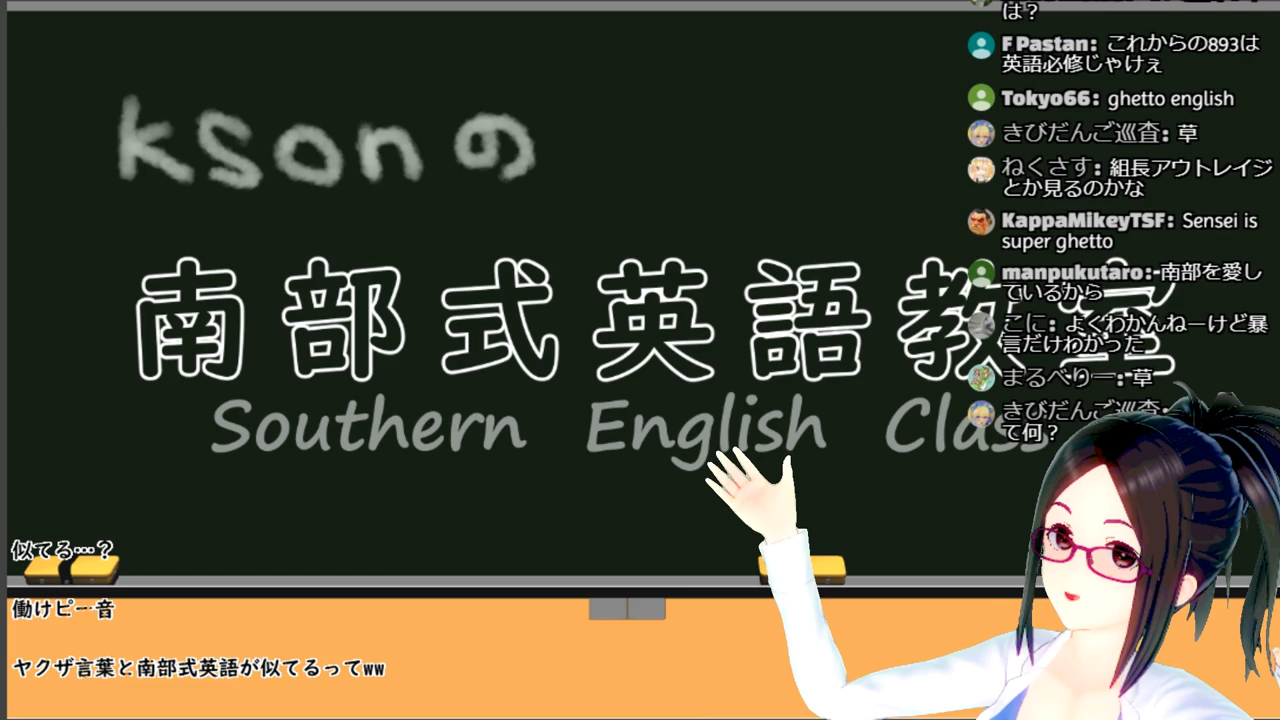 ksonの
南部式英語教室
Southern English Class
は？
F Pastan: これからの893は
英語必修じゃけぇ
Tokyo66: ghetto english
きびだんご巡査: 草
ねくさす: 組長アウトレイジ
とか見るのかな
KappaMikeyTSF: Sensei is
super ghetto
manpukutaro: 南部を愛し
ているから
こに: よくわかんねーけど暴
言だけわかった
まるべりー: 草
きびだんご巡査:
て何？
似てる…？
働けピー音
ヤクザ言葉と南部式英語が似てるってww